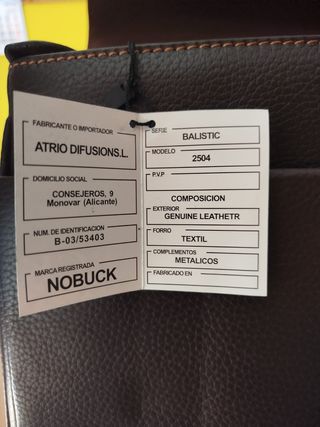 FABRICANTE O IMPORTADOR
ATRIO DIFUSIONS.L.
DOMICILIO SOCIAL
CONSEJEROS, 9
Monovar (Alicante)
NUM. DE IDENTIFICACION
B-03/53403
MARCA REGISTRADA
NOBUCK
SERIE
BALISTIC
MODELO
2504
P.V.P
COMPOSICION
EXTERIOR
GENUINE LEATHETR
FORRO
TEXTIL
COMPLEMENTOS
METALICOS
FABRICADO EN